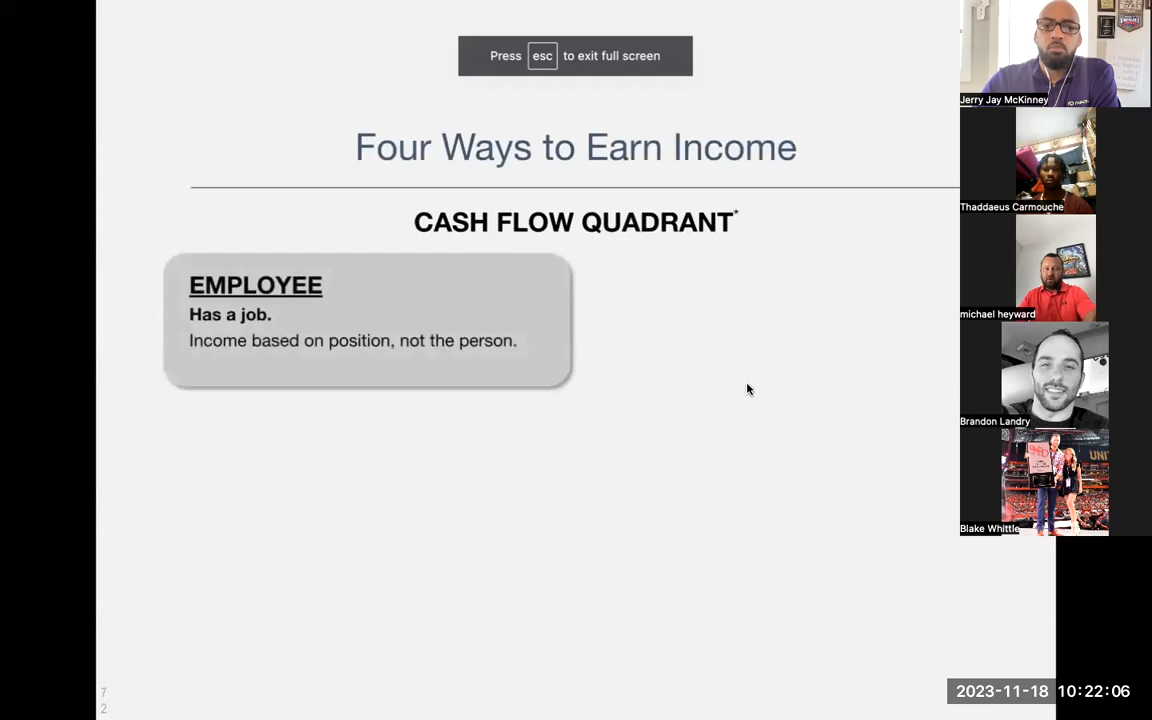 Press esc to exit full screen
Four Ways to Earn Income
CASH FLOW QUADRANT*
EMPLOYEE
Has a job.
Income based on position, not the person.
Jerry Jay McKinney
Thaddaeus Carmouche
michael heyward
Brandon Landry
UNI
Blake Whittle
7
2
2023-11-18 10:22:06